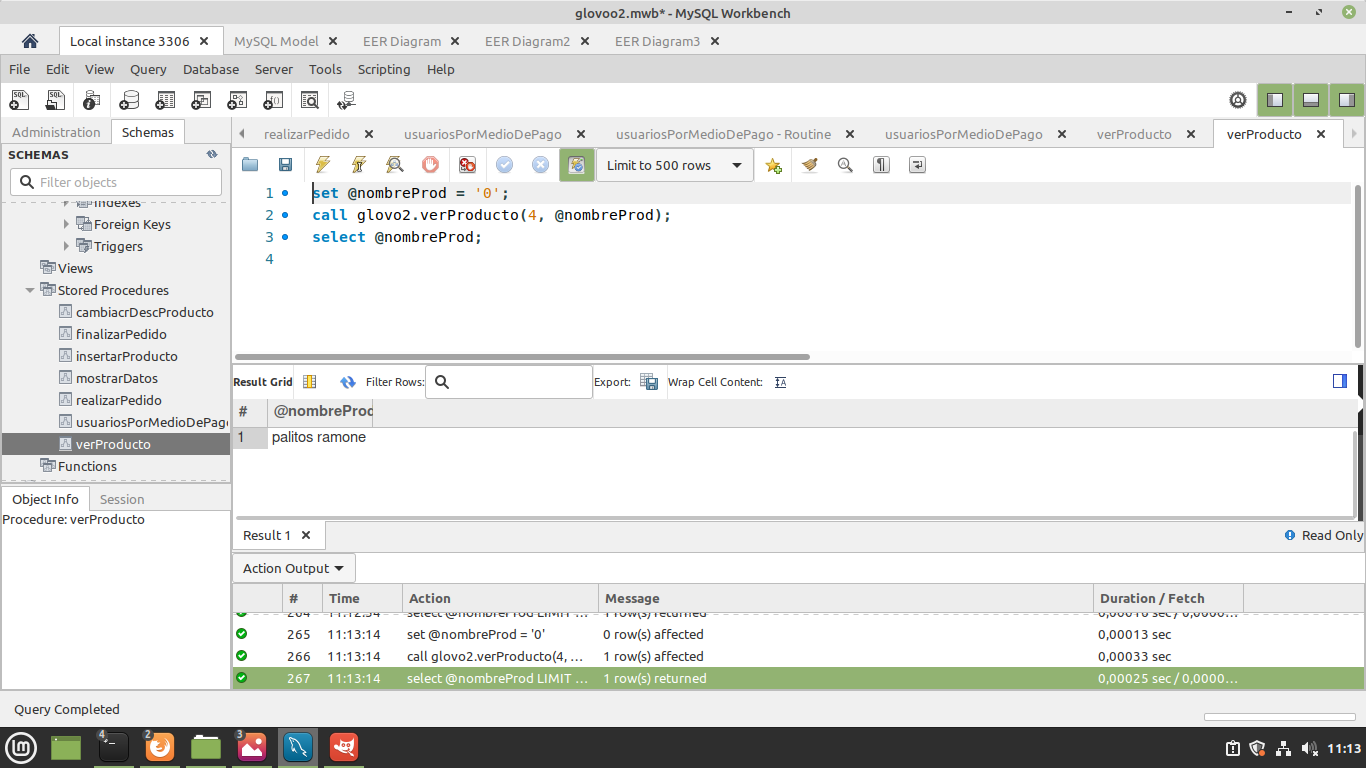 glovoo2.mwb* - MySQL Workbench
Local instance 3306 MySQL Model EER Diagram EER Diagram2 EER Diagram3
File Edit View Query Database Server Tools Scripting Help
Administration Schemas
realizarPedido usuariosPorMedioDePago usuariosPorMedioDePago - Routine usuariosPorMedioDePago verProducto verProducto
SCHEMAS
Filter objects
Limit to 500 rows
Indexes
Foreign Keys
Triggers
Views
Stored Procedures
cambiacrDescProducto
finalizarPedido
insertarProducto
mostrarDatos
realizarPedido
usuariosPorMedioDePago
verProducto
Functions
1 set @nombreProd = '0';
2 call glovo2.verProducto(4, @nombreProd);
3 select @nombreProd;
4
Result Grid Filter Rows: Export: Wrap Cell Content:
# @nombreProd
1 palitos ramone
Object Info Session
Procedure: verProducto
Result 1 Read Only
Action Output
# Time Action Message Duration / Fetch
264 11:12:54 select @nombreProd LIMIT ... 1 row(s) returned
265 11:13:14 set @nombreProd = '0' 0 row(s) affected 0,00013 sec
266 11:13:14 call glovo2.verProducto(4, ... 1 row(s) affected 0,00033 sec
267 11:13:14 select @nombreProd LIMIT ... 1 row(s) returned 0,00025 sec / 0,0000...
Query Completed
4 2 3
11:13